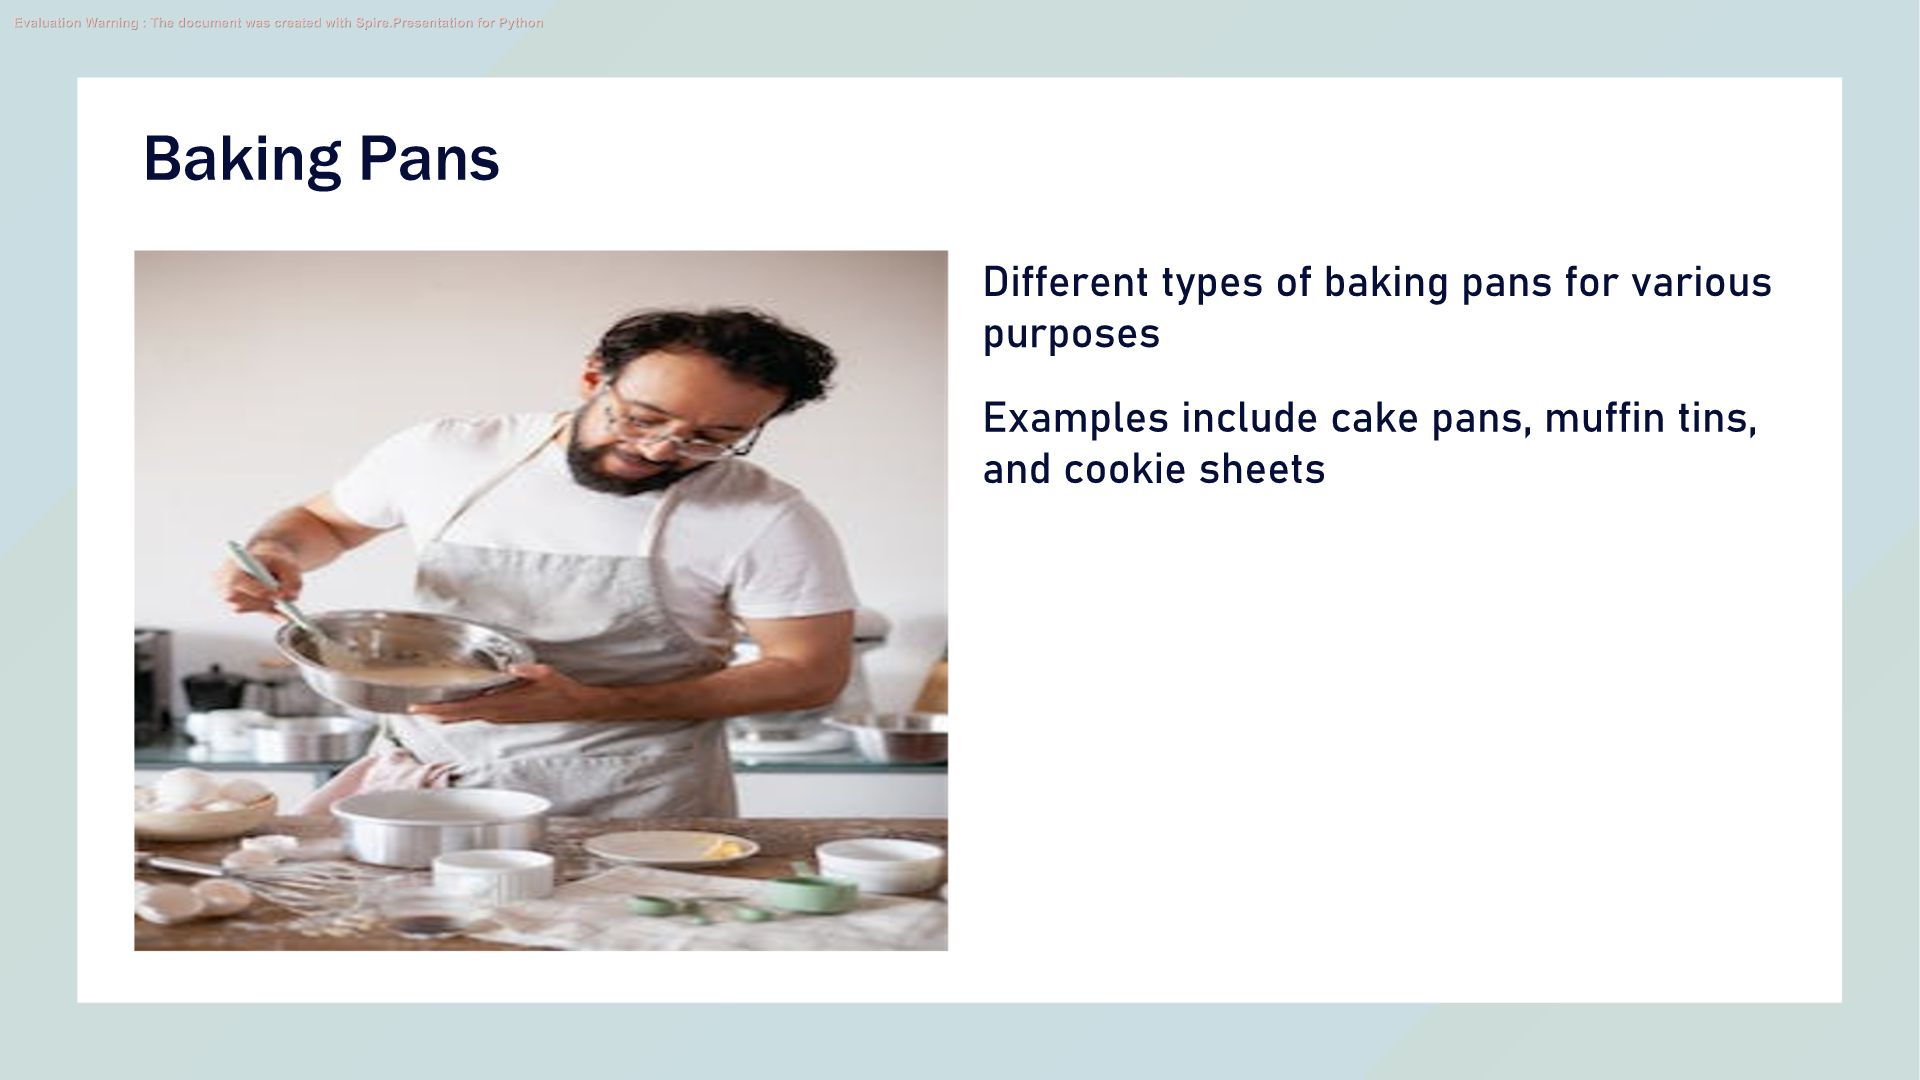 Evaluation Warning : The document was created with Spire.Presentation for Python
Baking Pans
Different types of baking pans for various
purposes
Examples include cake pans, muffin tins,
and cookie sheets